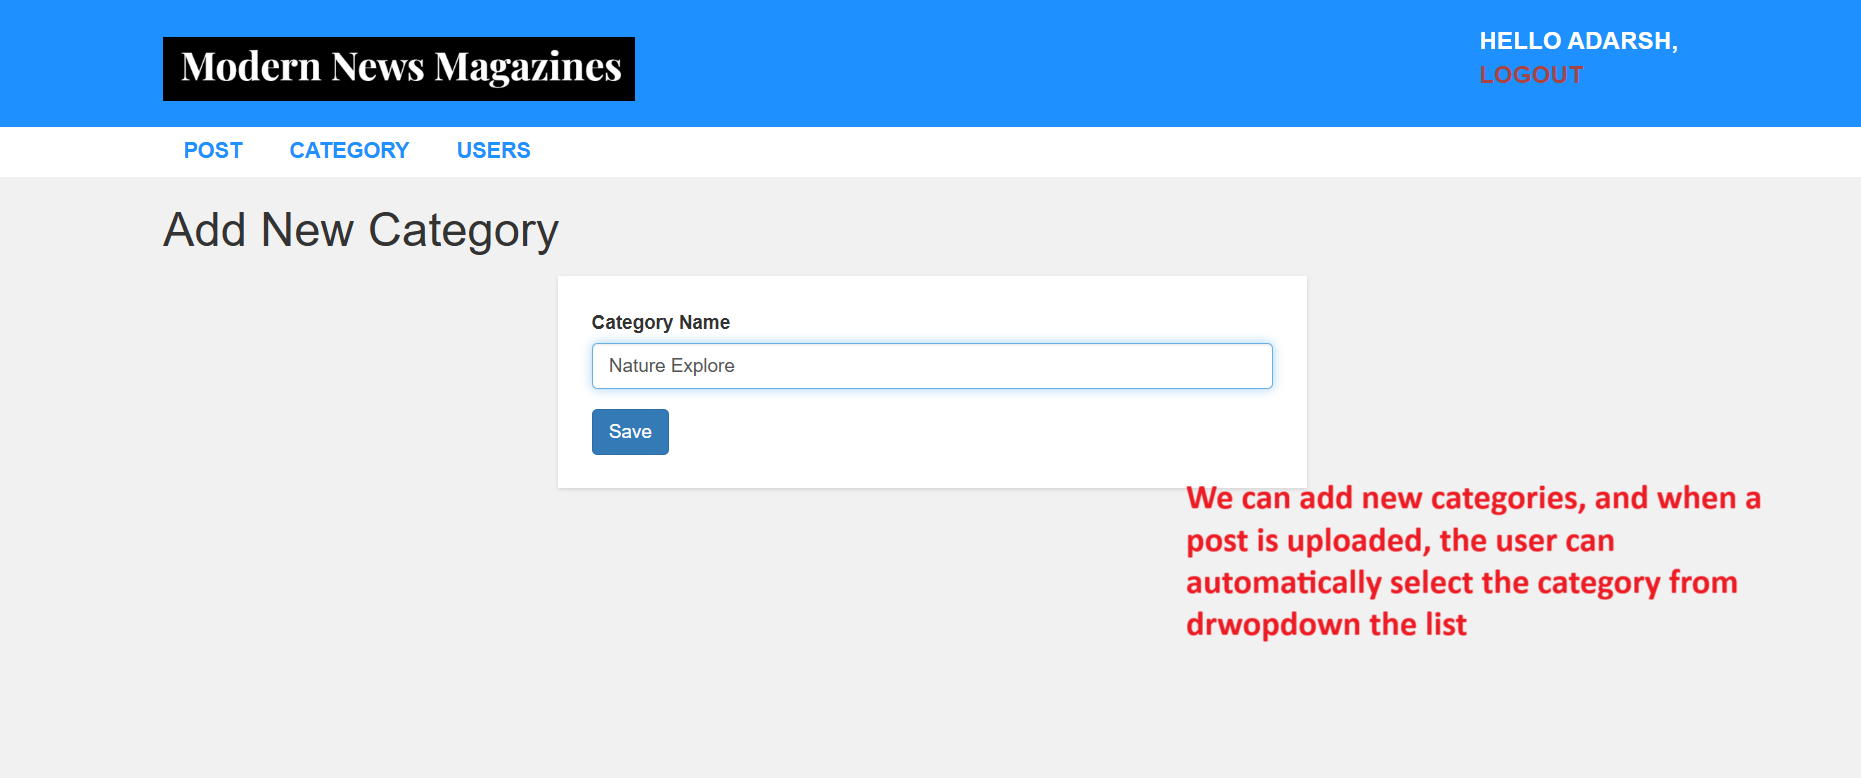 Modern News Magazines
HELLO ADARSH,
LOGOUT
POST CATEGORY USERS
Add New Category
Category Name
Nature Explore
Save
We can add new categories, and when a
post is uploaded, the user can
automatically select the category from
drwopdown the list